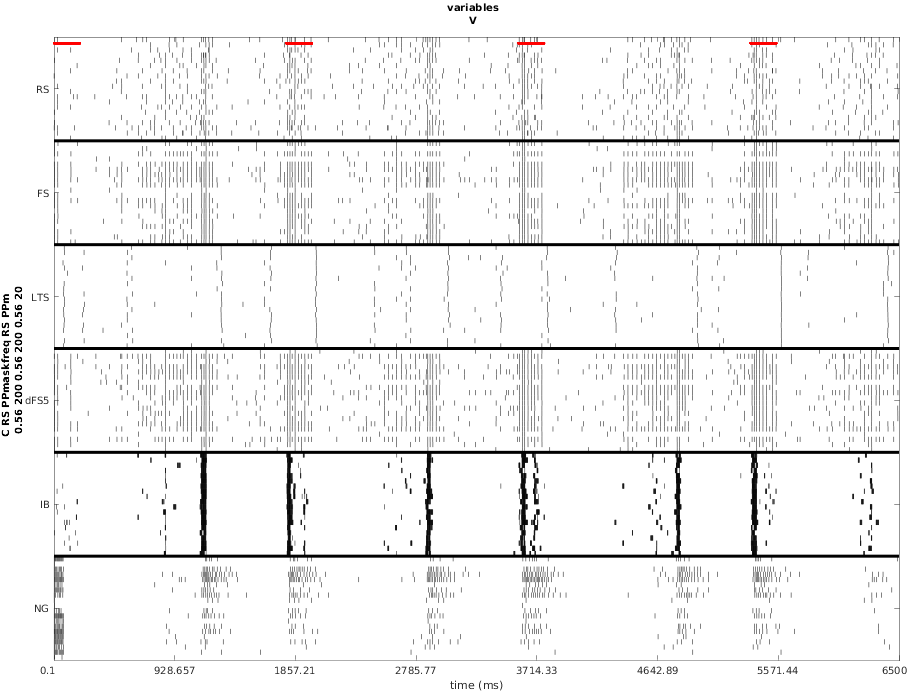 variables
V
C RS PPmaskfreq RS PPm
0.56 200 0.56 200 0.56 20
RS
FS
LTS
dFS5
IB
NG
0.1 928.657 1857.21 2785.77 3714.33 4642.89 5571.44 6500
time (ms)